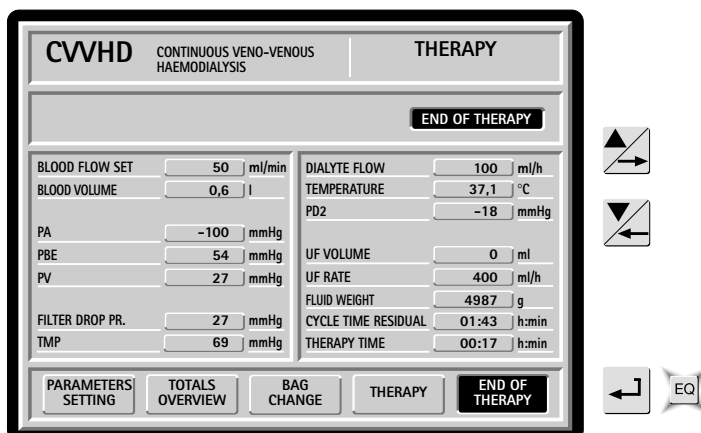 CVVHD CONTINUOUS VENO-VENOUS HAEMODIALYSIS THERAPY
END OF THERAPY
BLOOD FLOW SET 50 ml/min
BLOOD VOLUME 0,6 l
PA -100 mmHg
PBE 54 mmHg
PV 27 mmHg
FILTER DROP PR. 27 mmHg
TMP 69 mmHg
DIALYTE FLOW 100 ml/h
TEMPERATURE 37,1 °C
PD2 -18 mmHg
UF VOLUME 0 ml
UF RATE 400 ml/h
FLUID WEIGHT 4987 g
CYCLE TIME RESIDUAL 01:43 h:min
THERAPY TIME 00:17 h:min
PARAMETERS SETTING
TOTALS OVERVIEW
BAG CHANGE
THERAPY
END OF THERAPY
EQ